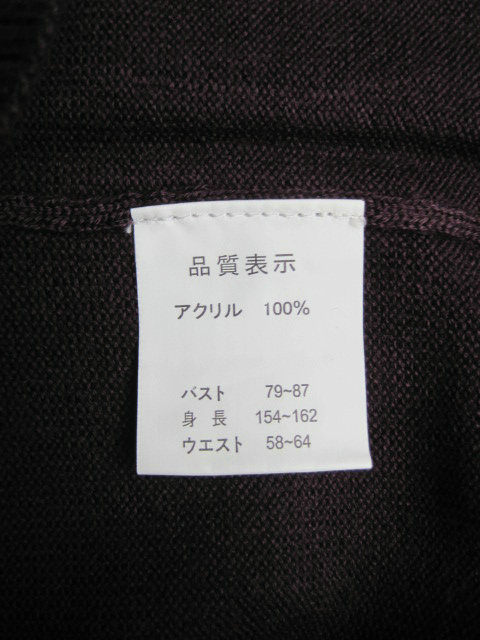 品質表示
アクリル 100%
バスト 79~87
身長 154~162
ウエスト 58~64